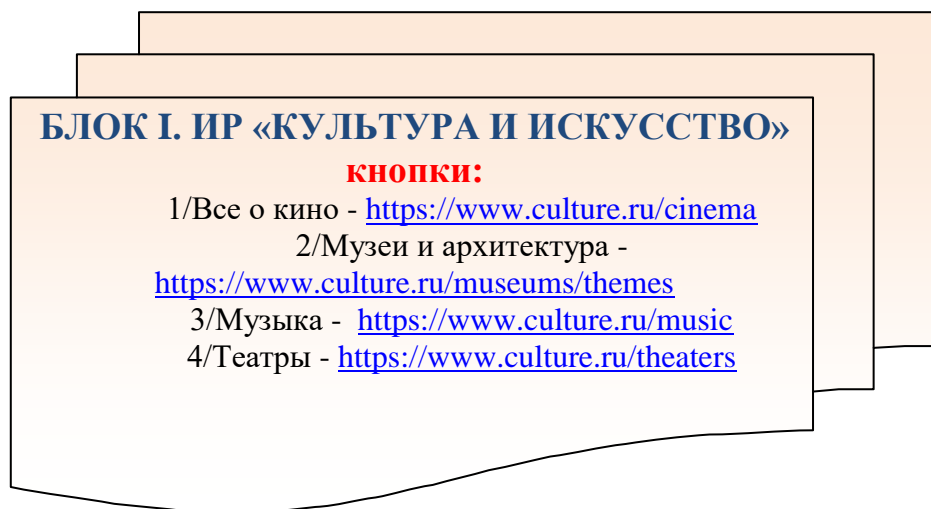 БЛОК I. ИР «КУЛЬТУРА И ИСКУССТВО»
кнопки:
1/Все о кино - https://www.culture.ru/cinema
2/Музеи и архитектура -
https://www.culture.ru/museums/themes
3/Музыка - https://www.culture.ru/music
4/Театры - https://www.culture.ru/theaters